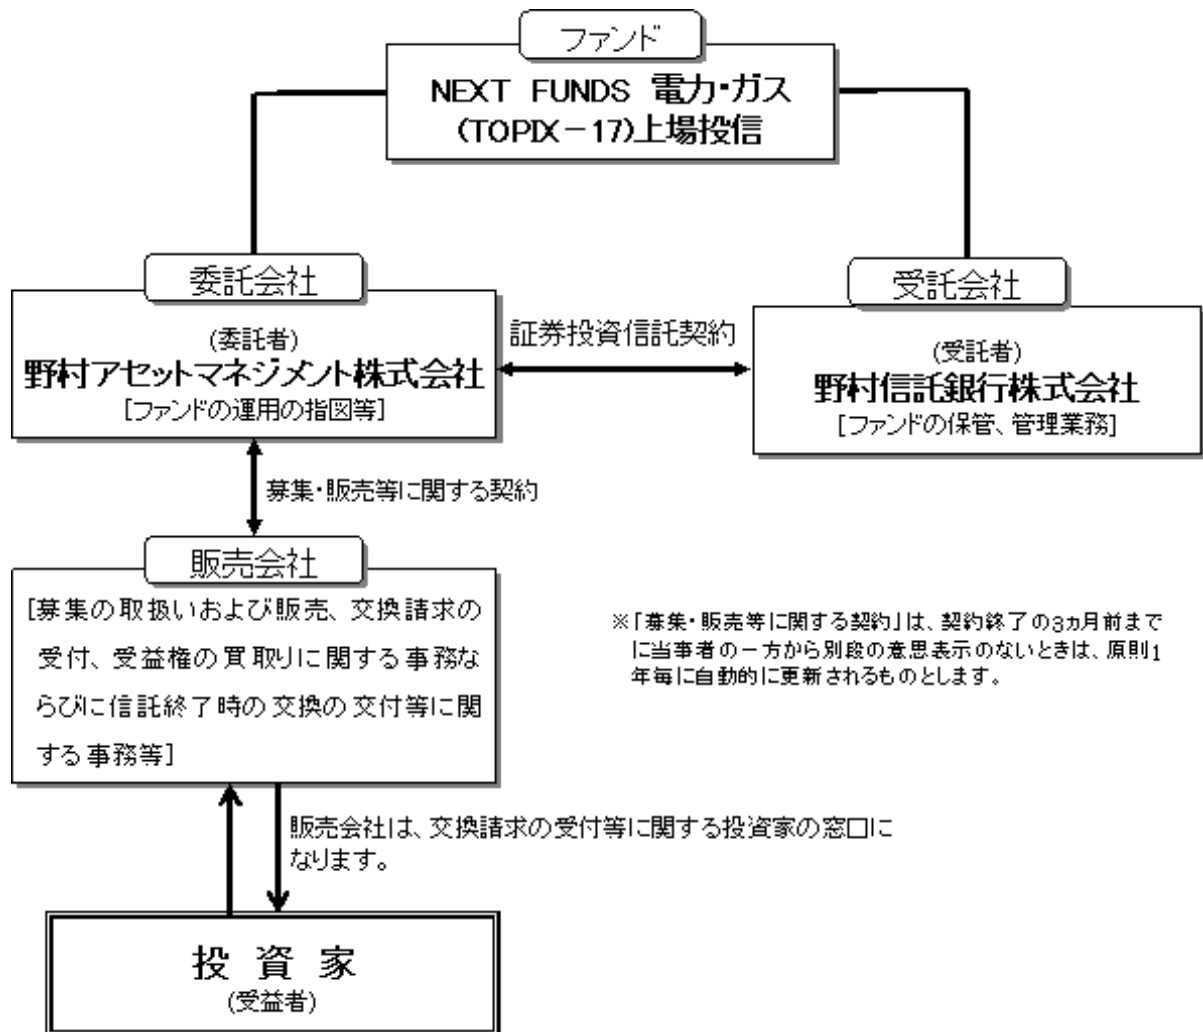 ファンド
NEXT FUNDS 電力・ガス
(TOPIX－17)上場投信
委託会社
(委託者)
野村アセットマネジメント株式会社
[ファンドの運用の指図等]
証券投資信託契約
受託会社
(受託者)
野村信託銀行株式会社
[ファンドの保管、管理業務]
募集・販売等に関する契約
販売会社
[募集の取扱いおよび販売、交換請求の
受付、受益権の買取りに関する事務な
らびに信託終了時の交換の交付等に関
する事務等]
※「募集・販売等に関する契約」は、契約終了の3ヵ月前まで
に当事者の一方から別段の意思表示のないときは、原則1
年毎に自動的に更新されるものとします。
販売会社は、交換請求の受付等に関する投資家の窓口に
なります。
投 資 家
(受益者)